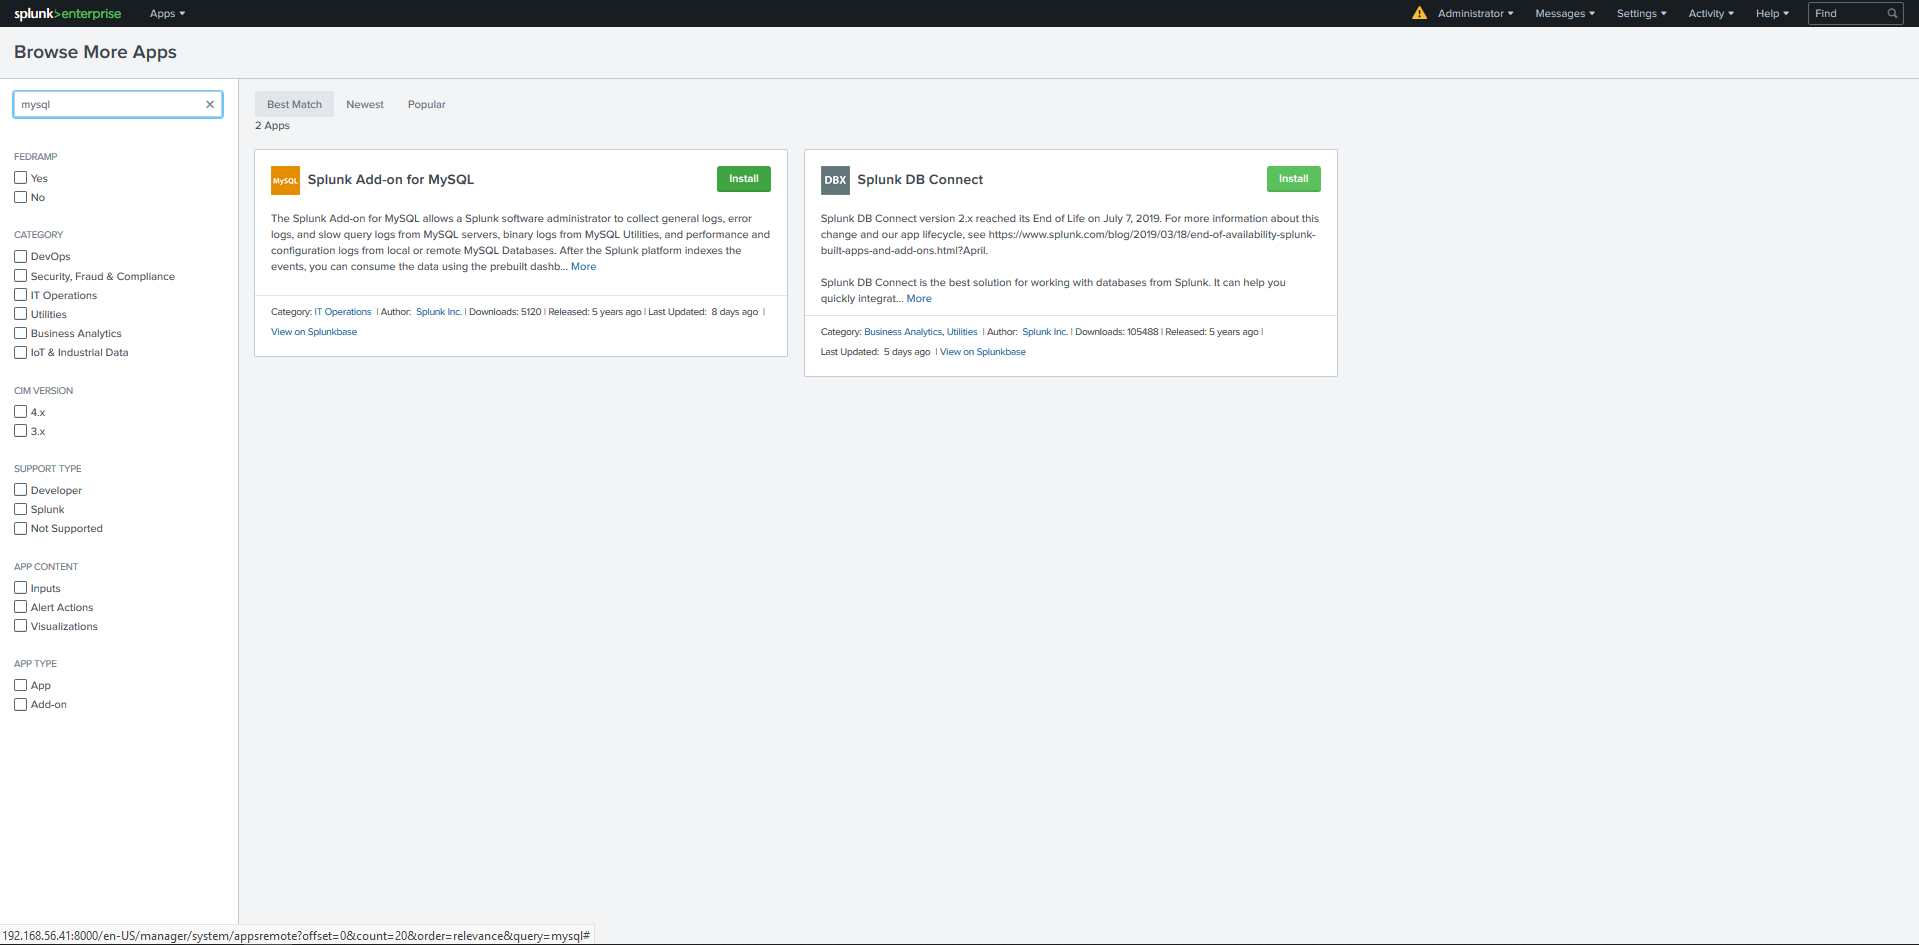 splunk>enterprise Apps Administrator Messages Settings Activity Help Find
Browse More Apps
mysql
FEDRAMP
Yes
No
CATEGORY
DevOps
Security, Fraud & Compliance
IT Operations
Utilities
Business Analytics
IoT & Industrial Data
CIM VERSION
4.x
3.x
SUPPORT TYPE
Developer
Splunk
Not Supported
APP CONTENT
Inputs
Alert Actions
Visualizations
APP TYPE
App
Add-on
Best Match Newest Popular
2 Apps
MySQL Splunk Add-on for MySQL Install
The Splunk Add-on for MySQL allows a Splunk software administrator to collect general logs, error
logs, and slow query logs from MySQL servers, binary logs from MySQL Utilities, and performance and
configuration logs from local or remote MySQL Databases. After the Splunk platform indexes the
events, you can consume the data using the prebuilt dashb... More
Category: IT Operations | Author: Splunk Inc. | Downloads: 5120 | Released: 5 years ago | Last Updated: 8 days ago |
View on Splunkbase
DBX Splunk DB Connect Install
Splunk DB Connect version 2.x reached its End of Life on July 7, 2019. For more information about this
change and our app lifecycle, see https://www.splunk.com/blog/2019/03/18/end-of-availability-splunk-
built-apps-and-add-ons.html?April.
Splunk DB Connect is the best solution for working with databases from Splunk. It can help you
quickly integrat... More
Category: Business Analytics, Utilities | Author: Splunk Inc. | Downloads: 105488 | Released: 5 years ago |
Last Updated: 5 days ago | View on Splunkbase
192.168.56.41:8000/en-US/manager/system/appsremote?offset=0&count=20&order=relevance&query=mysql#